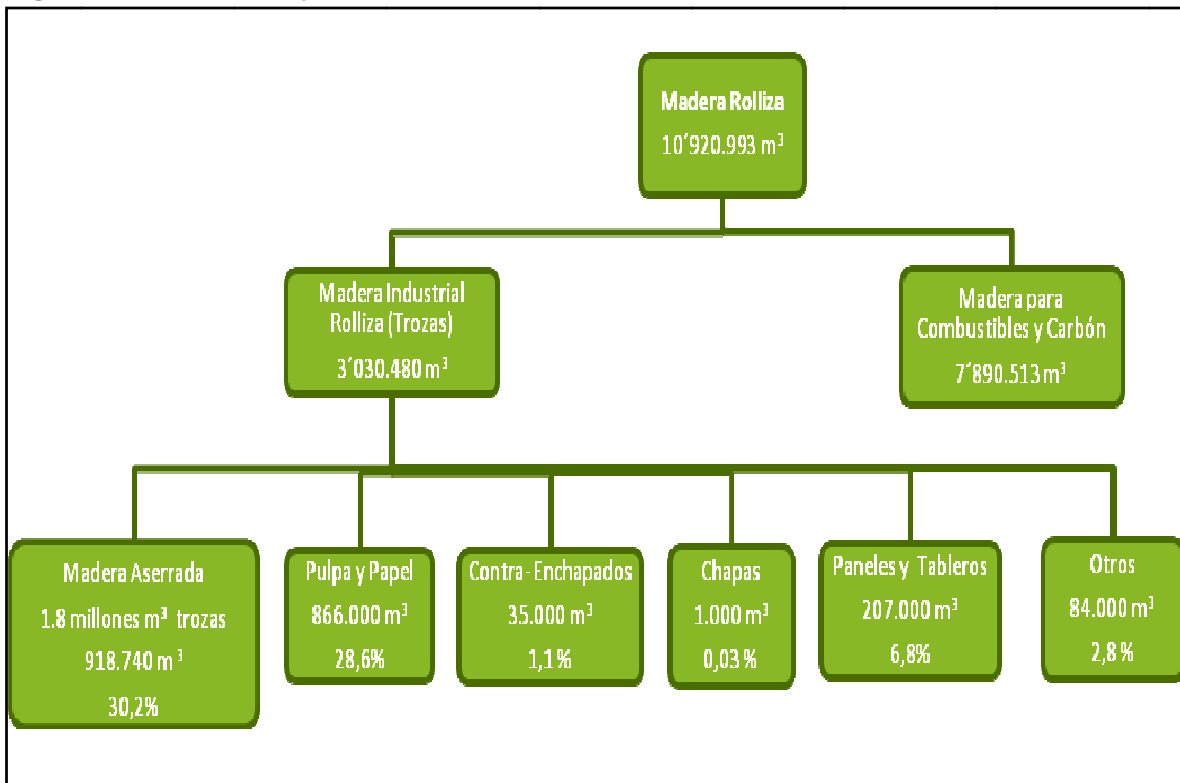 Madera Rolliza
10´920.993 m³
Madera Industrial
Rolliza (Trozas)
3´030.480 m³
Madera para
Combustibles y Carbón
7´890.513 m³
Madera Aserrada
1.8 millones m³ trozas
918.740 m³
30,2%
Pulpa y Papel
866.000 m³
28,6%
Contra-Enchapados
35.000 m³
1,1 %
Chapas
1.000 m³
0,03 %
Paneles y Tableros
207.000 m³
6,8%
Otros
84.000 m³
2,8 %